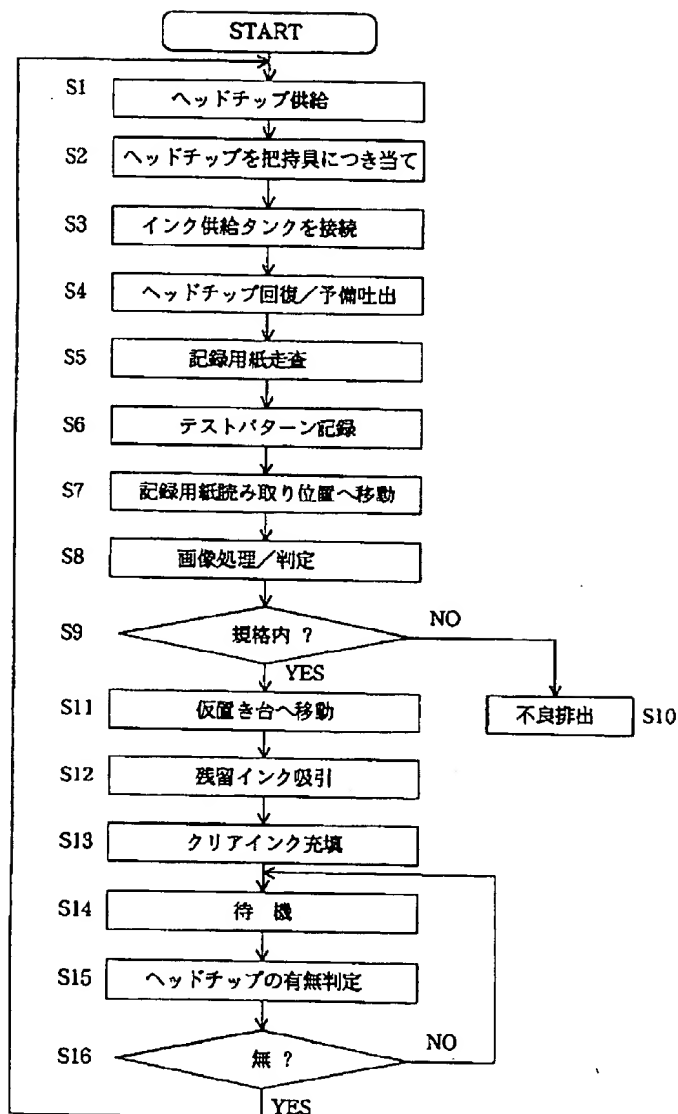 START
S1 ヘッドチップ供給
S2 ヘッドチップを把持具につき当て
S3 インク供給タンクを接続
S4 ヘッドチップ回復／予備吐出
S5 記録用紙走査
S6 テストパターン記録
S7 記録用紙読み取り位置へ移動
S8 画像処理／判定
S9 規格内 ? NO
YES
S11 仮置き台へ移動 不良排出 S10
S12 残留インク吸引
S13 クリアインク充填
S14 待 機
S15 ヘッドチップの有無判定
S16 無 ? NO
YES